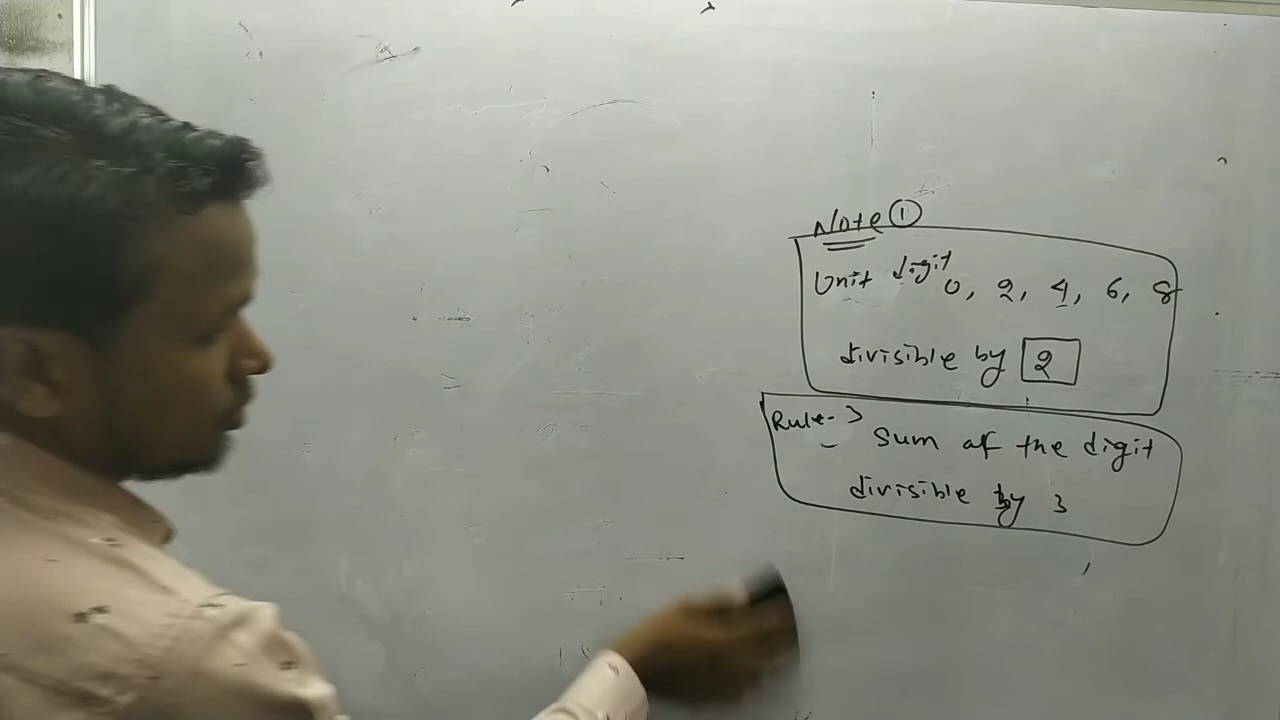 Note ①
Unit digit 0, 2, 4, 6, 8
divisible by 2
Rule-> Sum of the digit
divisible by 3